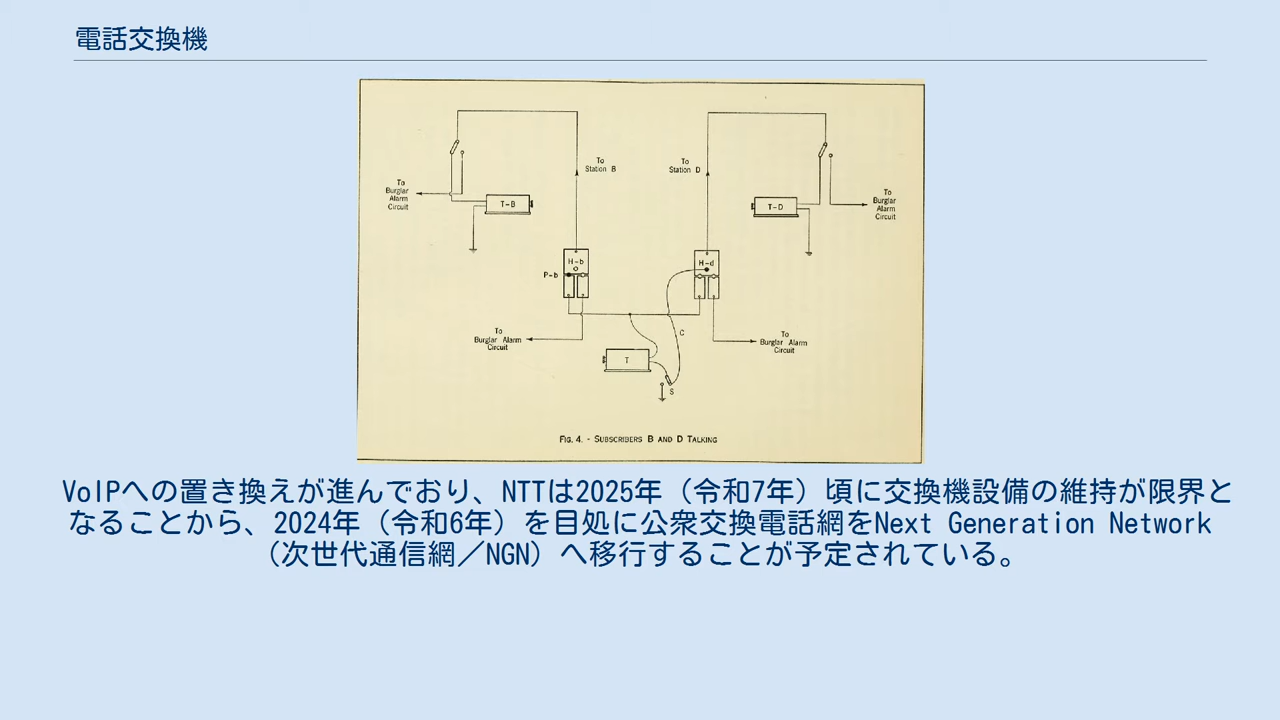 電話交換機
To
Station B
To
Station D
To
Burglar
Alarm
Circuit
T-B
T-D
To
Burglar
Alarm
Circuit
H-b
P-b
H-d
To
Burglar Alarm
Circuit
C
To
Burglar Alarm
Circuit
T
S
FIG. 4. - SUBSCRIBERS B AND D TALKING
VoIPへの置き換えが進んでおり、NTTは2025年（令和7年）頃に交換機設備の維持が限界と
なることから、2024年（令和6年）を目処に公衆交換電話網をNext Generation Network
（次世代通信網／NGN）へ移行することが予定されている。